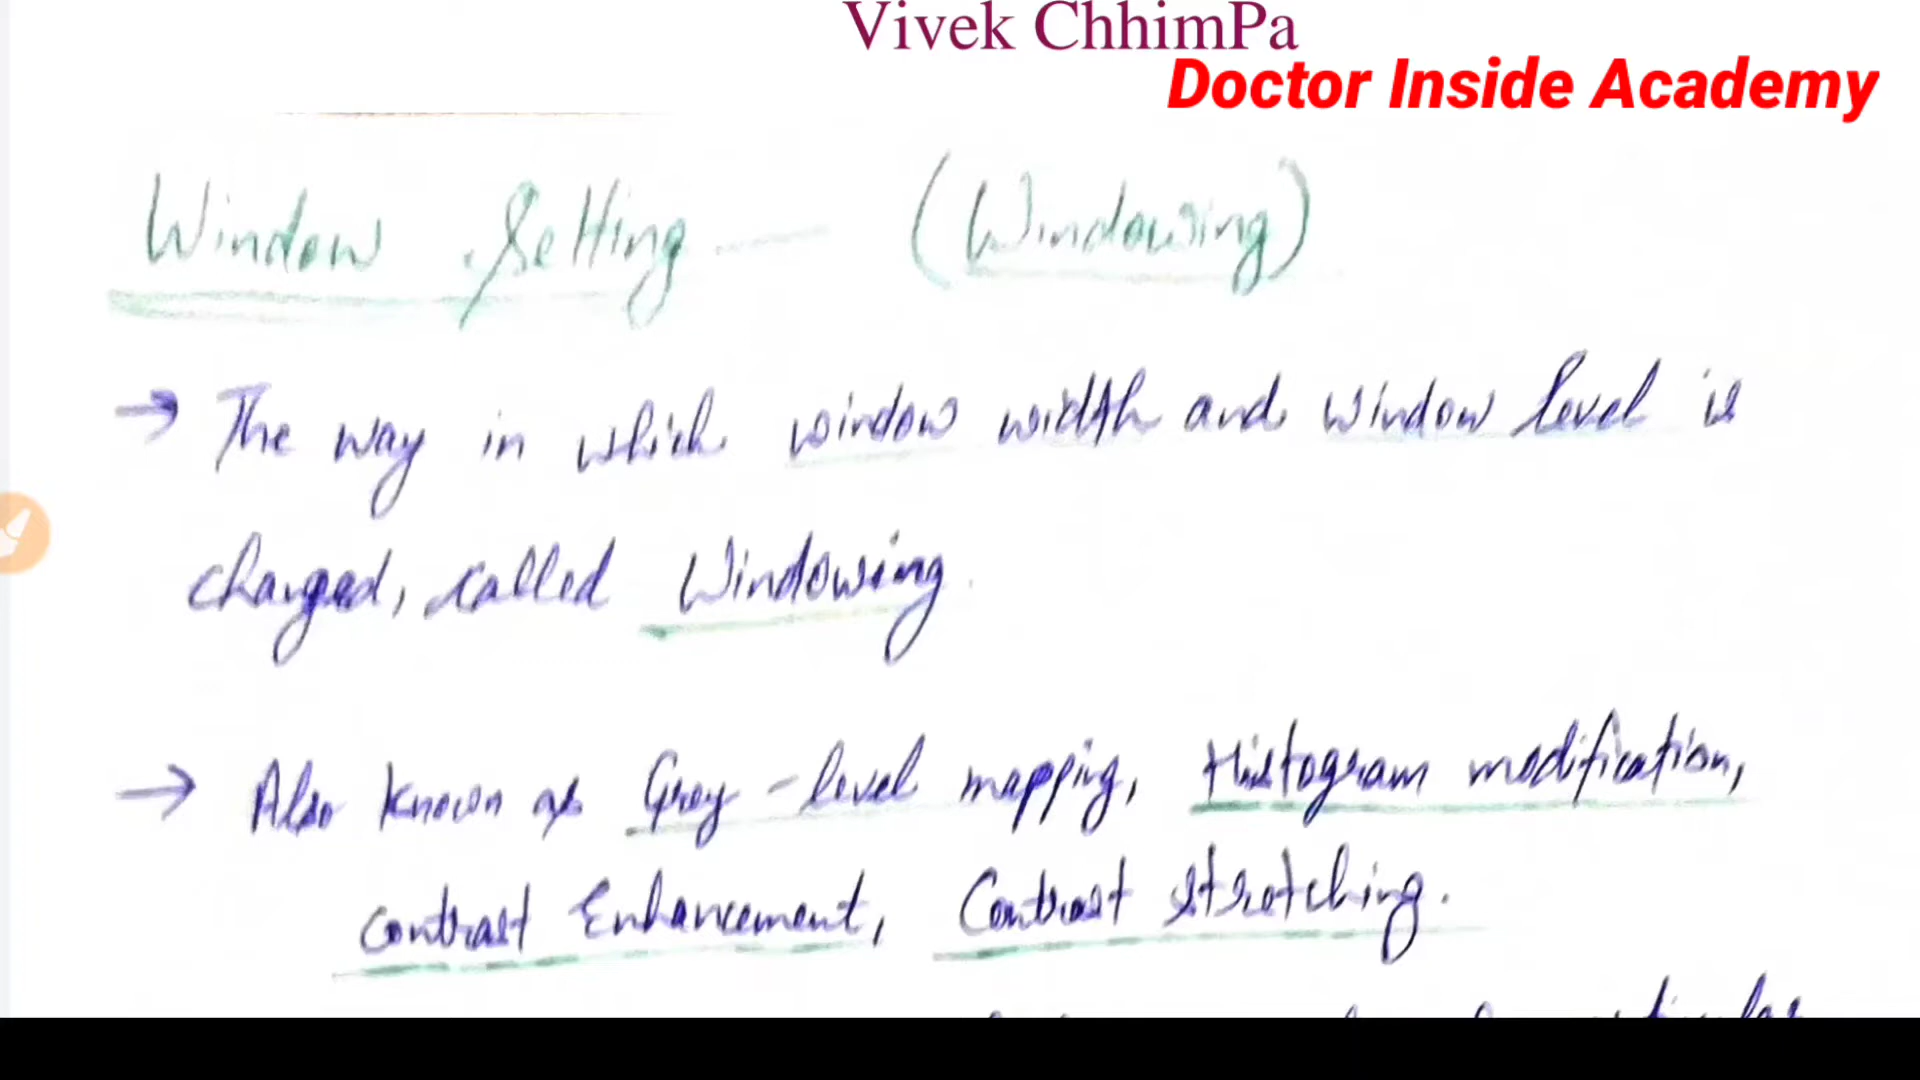 Vivek ChhimPa
Doctor Inside Academy
Window Setting — (Windowing)
→ The way in which window width and window level is
changed, called Windowing.
→ Also known as Grey-level mapping, Histogram modification,
contrast Enhancement, Contrast stretching.